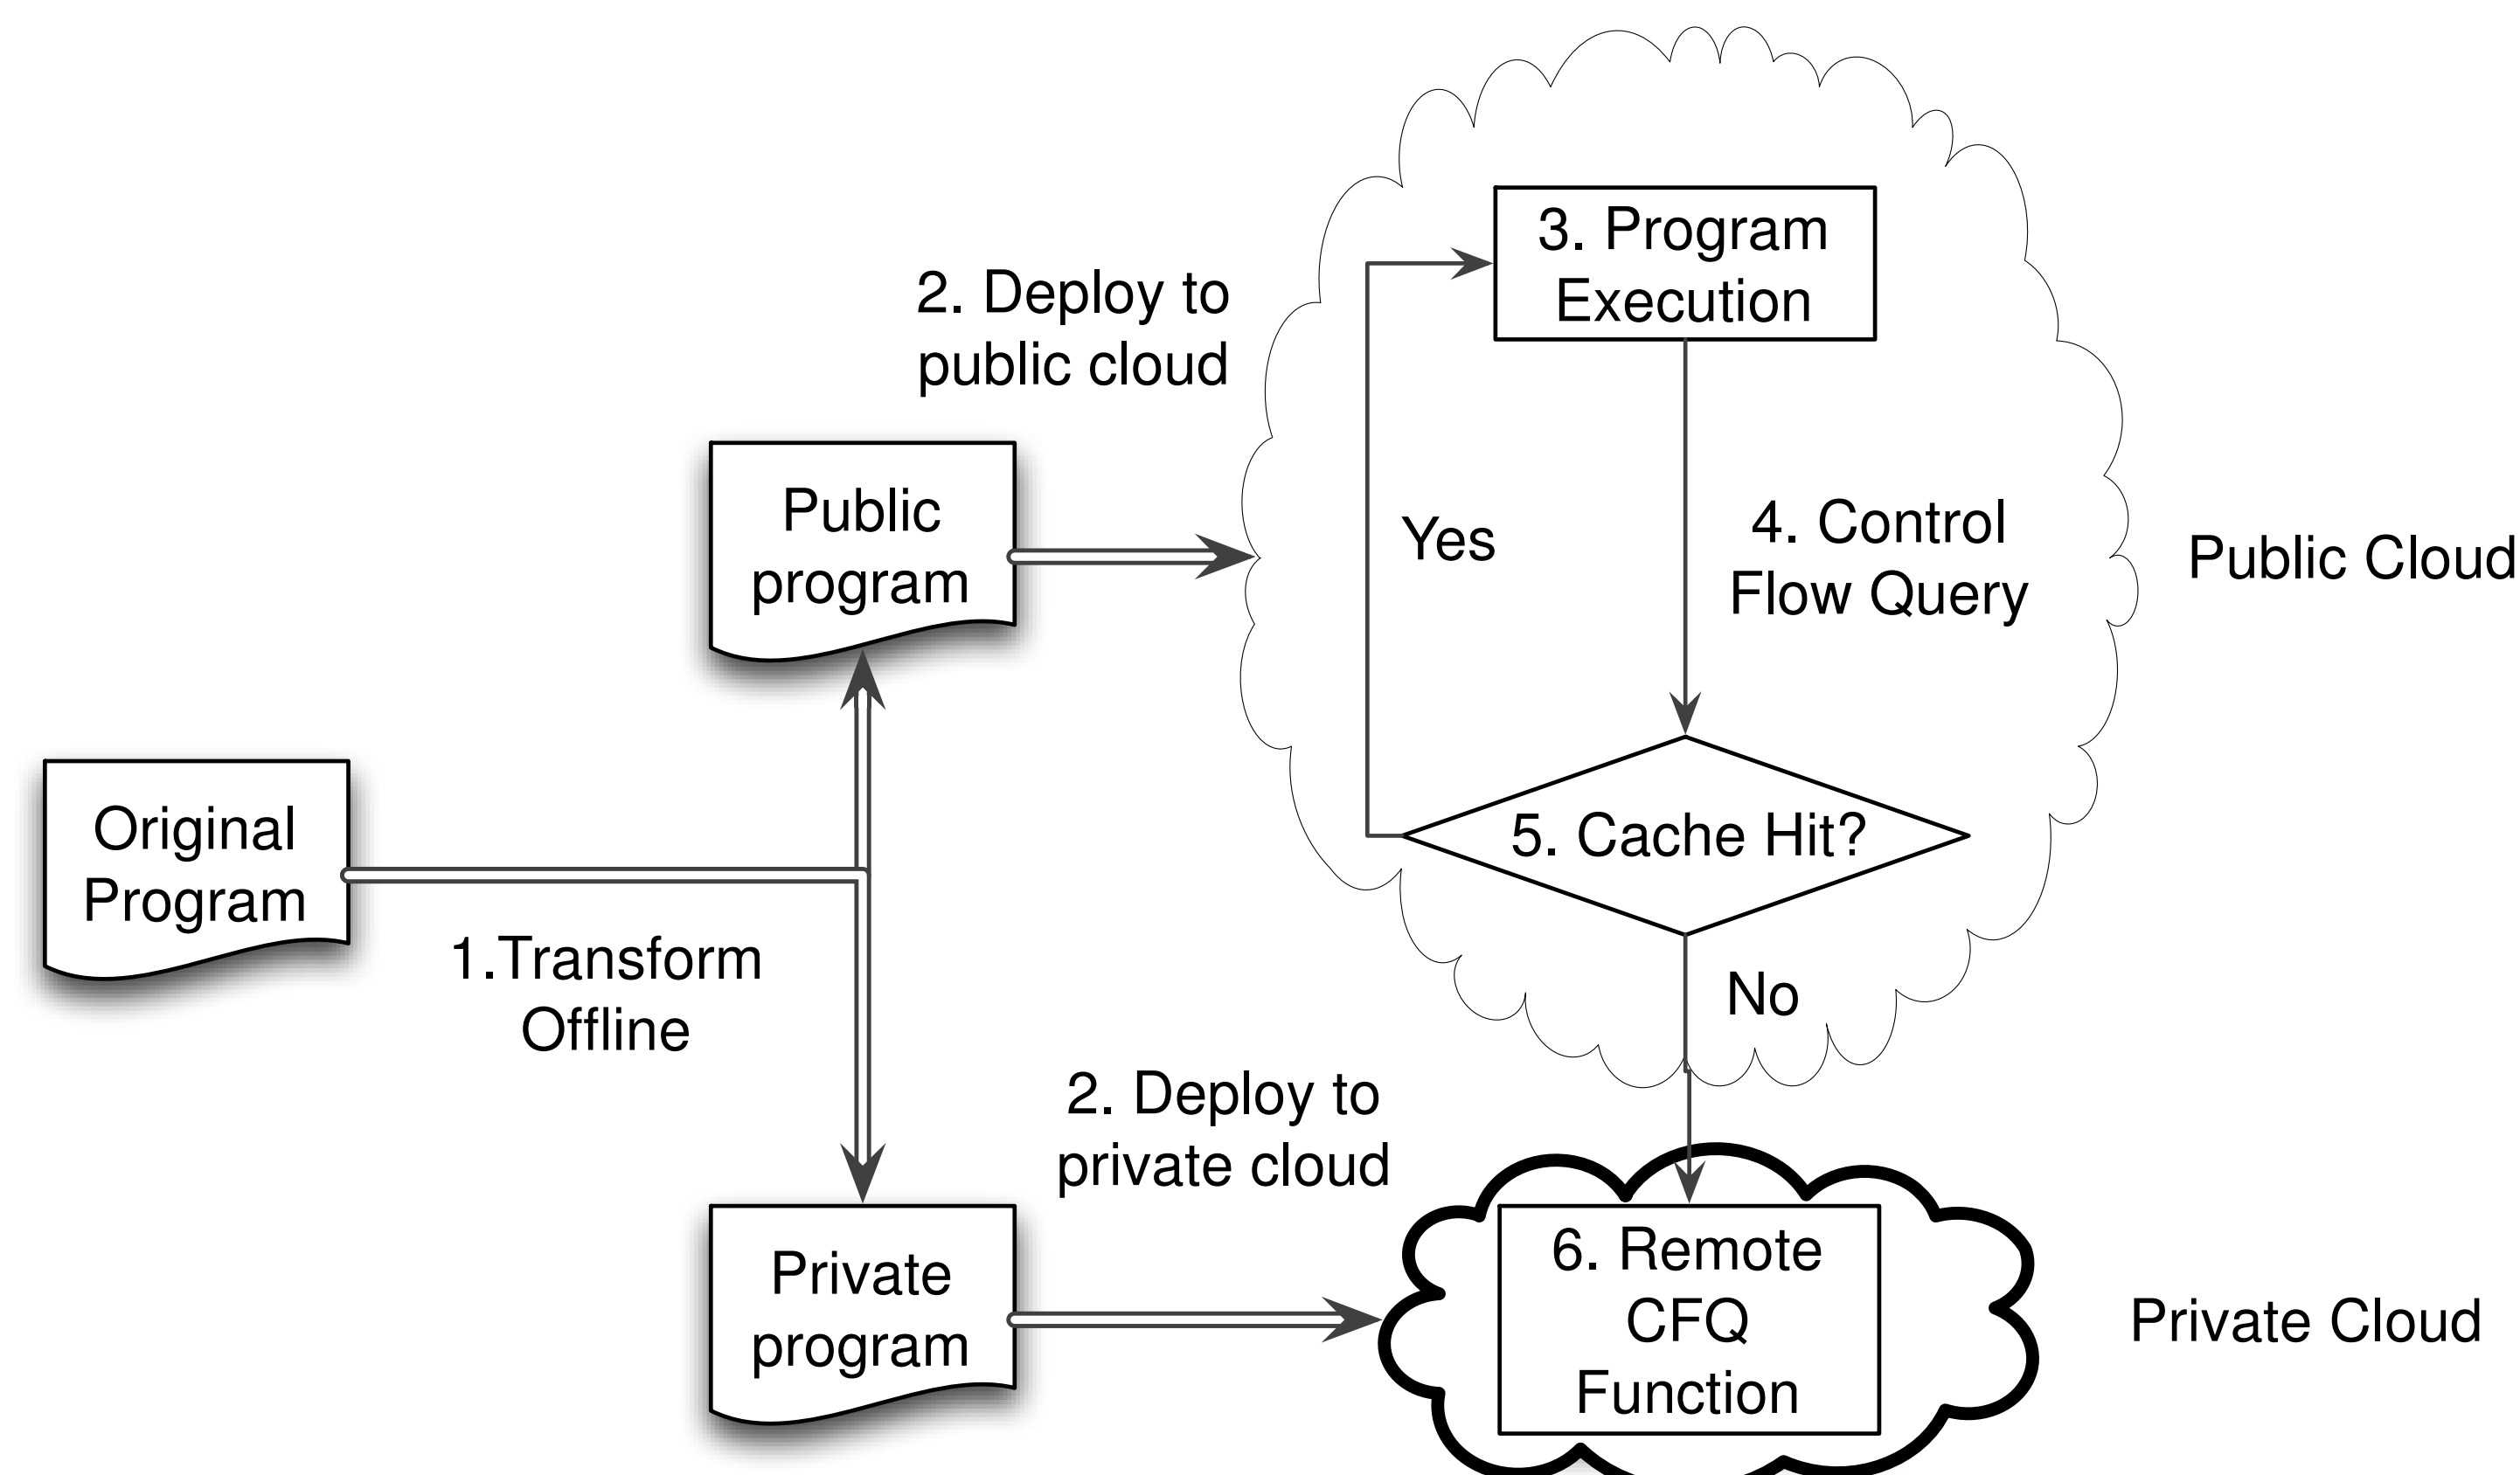 3. Program
Execution
2. Deploy to
public cloud
Public
program
Yes
4. Control
Flow Query
Public Cloud
Original
Program
5. Cache Hit?
1.Transform
Offline
No
2. Deploy to
private cloud
Private
program
6. Remote
CFQ
Function
Private Cloud